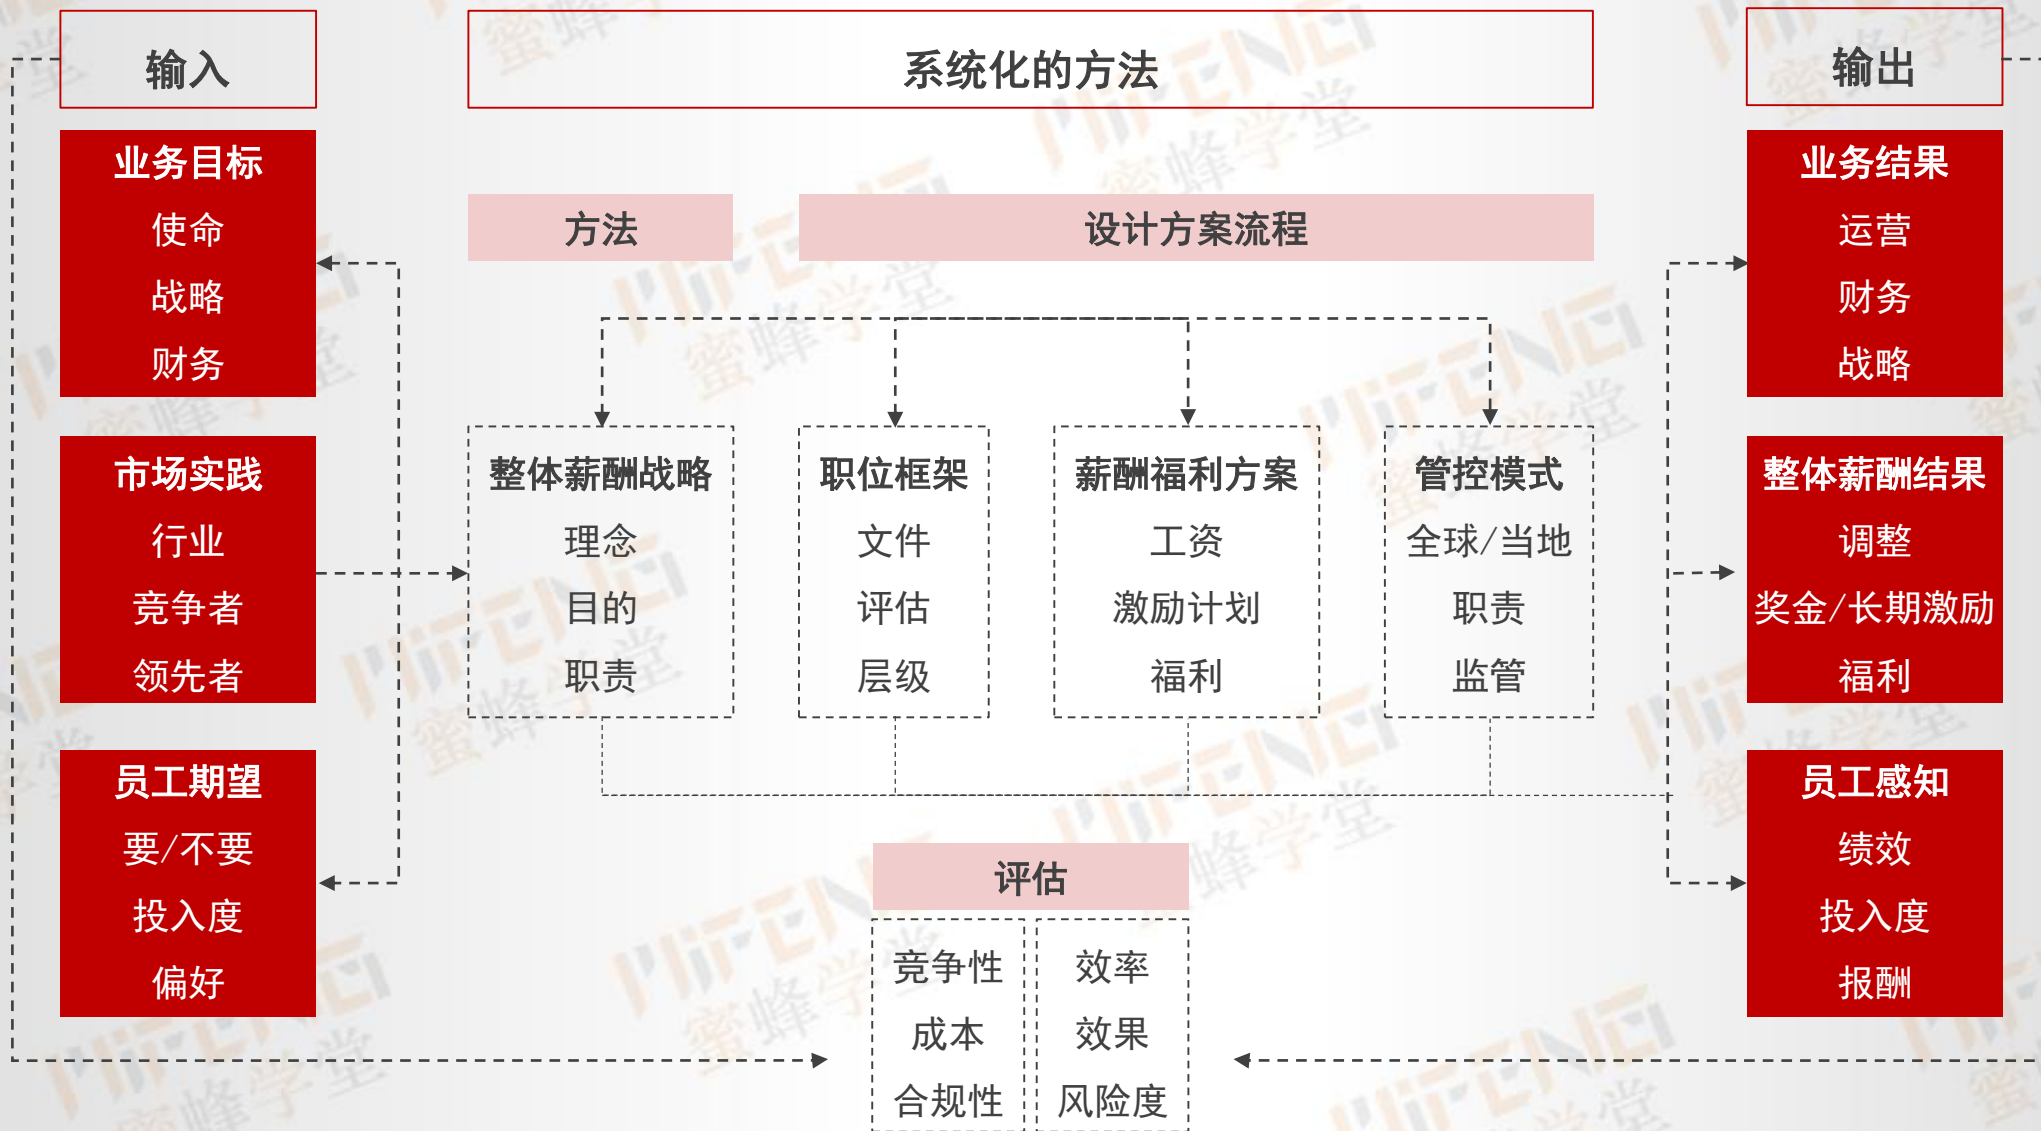 输入
系统化的方法
输出
业务目标
使命
战略
财务
市场实践
行业
竞争者
领先者
员工期望
要/不要
投入度
偏好
方法
设计方案流程
整体薪酬战略
理念
目的
职责
职位框架
文件
评估
层级
薪酬福利方案
工资
激励计划
福利
管控模式
全球/当地
职责
监管
评估
竞争性
成本
合规性
效率
效果
风险度
业务结果
运营
财务
战略
整体薪酬结果
调整
奖金/长期激励
福利
员工感知
绩效
投入度
报酬
MiFENG
蜜蜂学堂